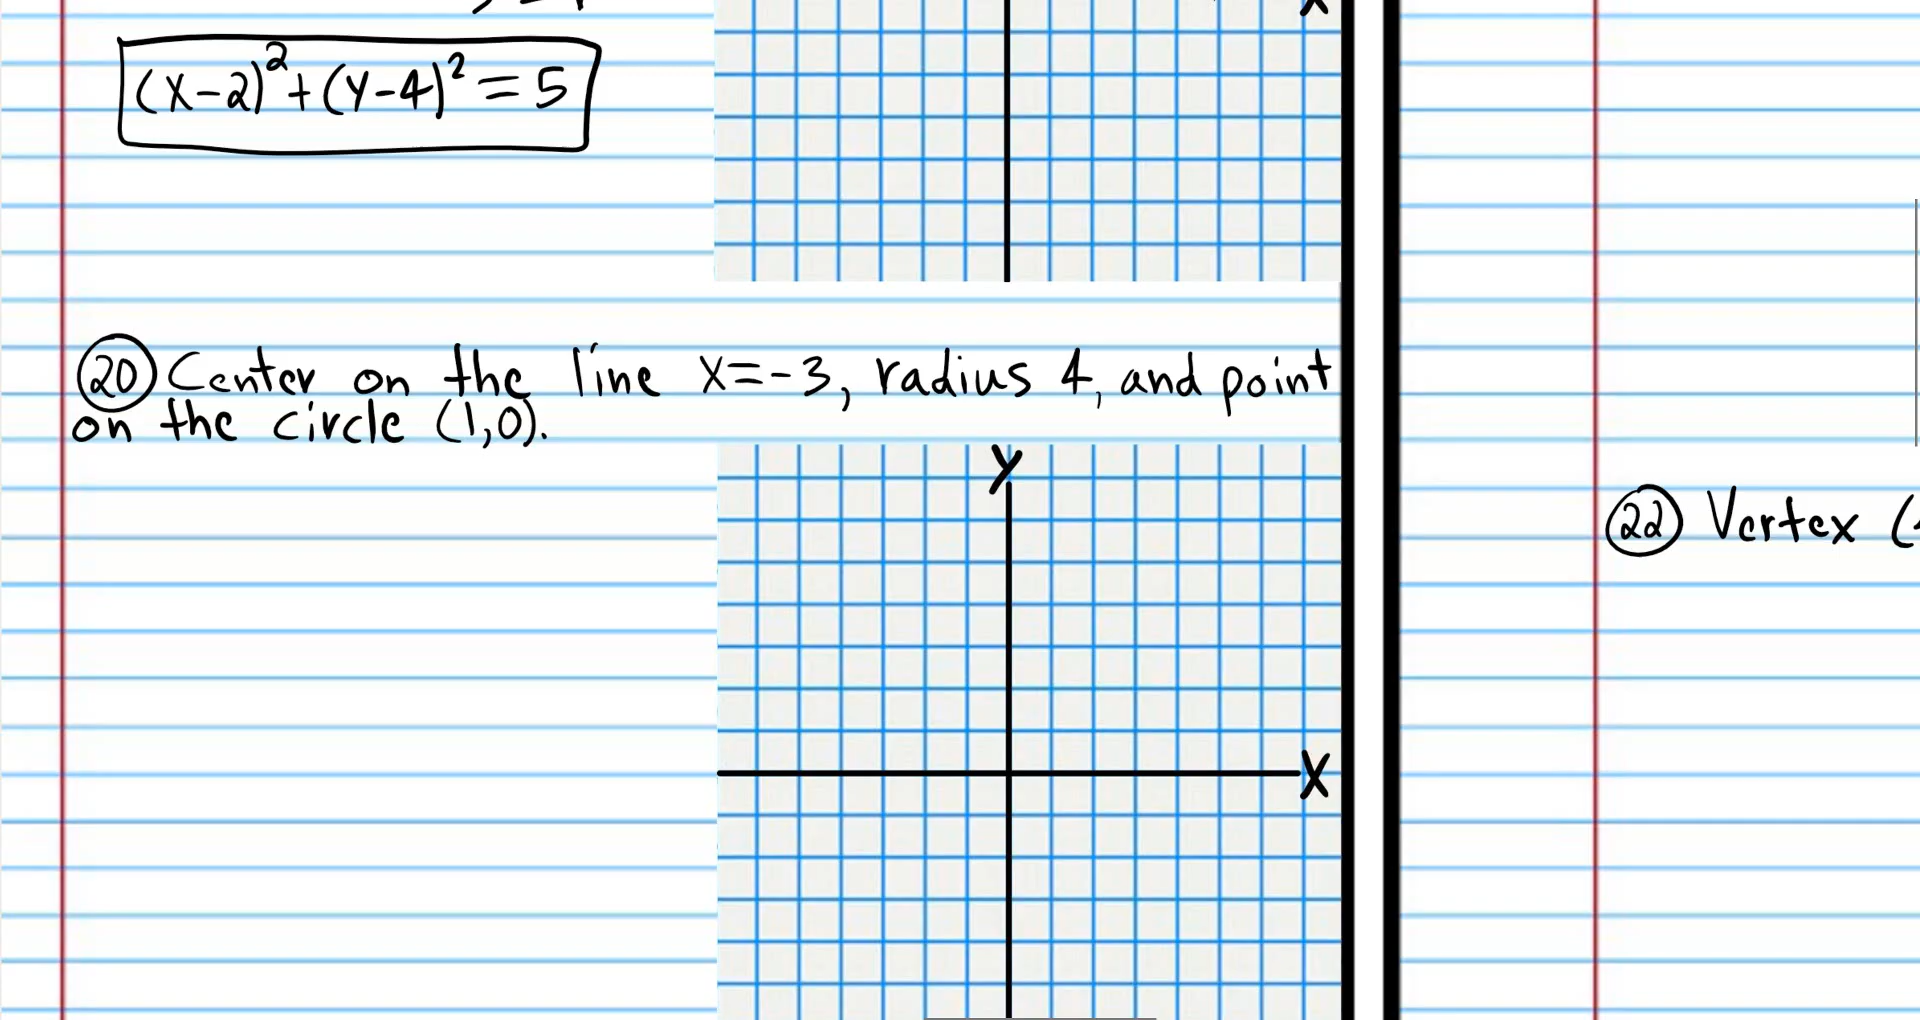 x
(x-2)²+(y-4)²=5
20 Center on the line x=-3, radius 4, and point
on the circle (1,0).
y
x
22 Vertex (